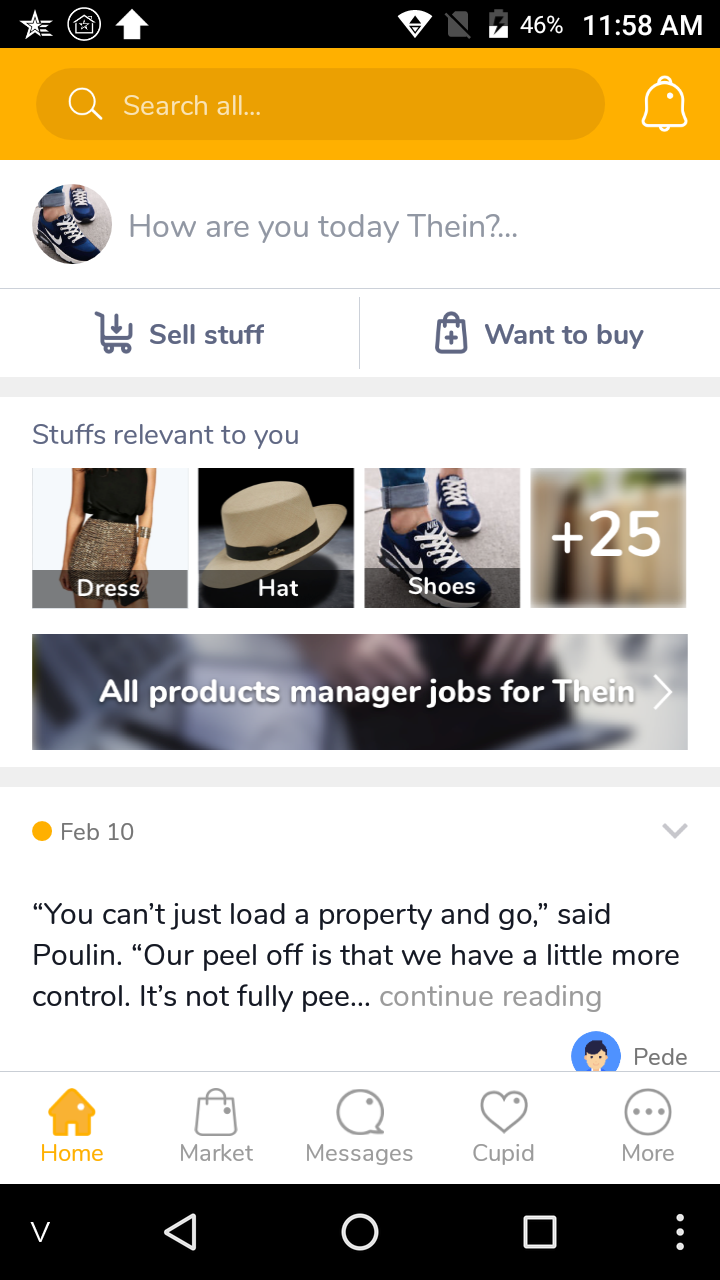 46% 11:58 AM
Search all...
How are you today Thein?...
Sell stuff
Want to buy
Stuffs relevant to you
Dress
Hat
Shoes
+25
All products manager jobs for Thein
Feb 10
“You can’t just load a property and go,” said
Poulin. “Our peel off is that we have a little more
control. It’s not fully pee... continue reading
Pede
Home
Market
Messages
Cupid
More